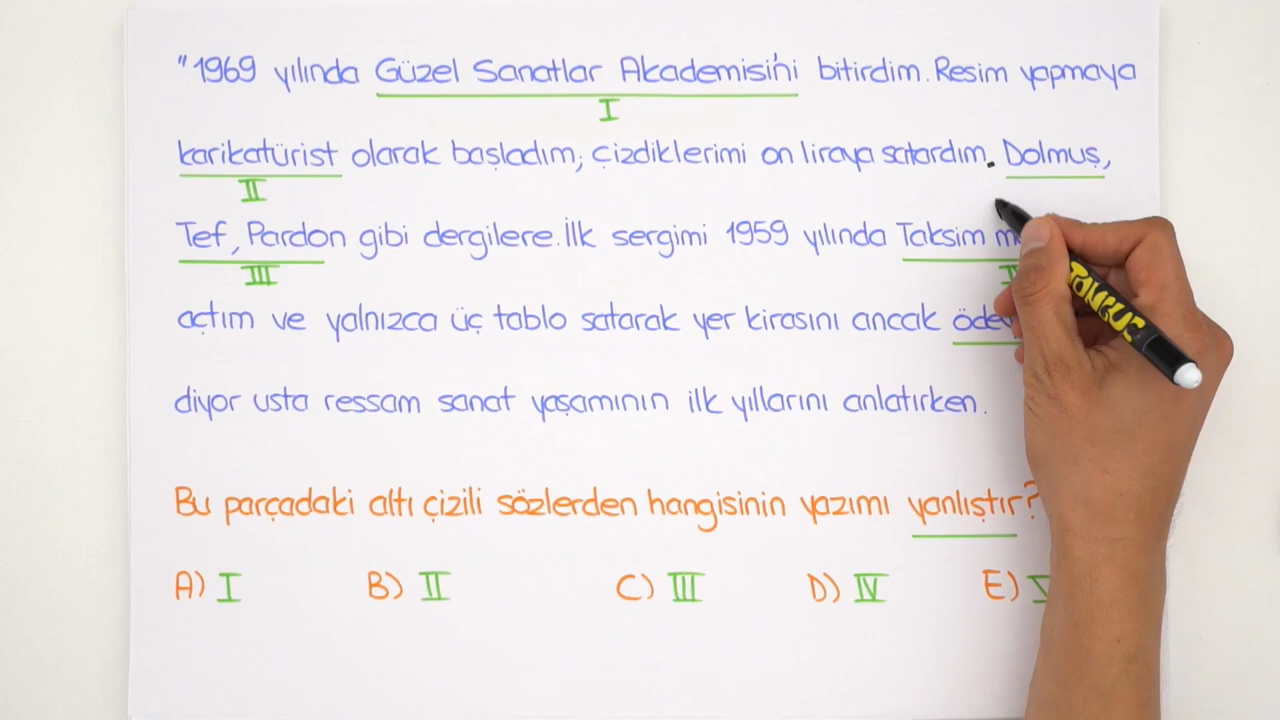 "1969 yılında Güzel Sanatlar Akademisi'ni bitirdim. Resim yapmaya
I
karikatürist olarak başladım; çizdiklerimi on liraya satardım. Dolmuş,
II
Tef, Pardon gibi dergilere. İlk sergimi 1959 yılında Taksim
III
açtım ve yalnızca üç tablo satarak yer kirasını ancak
diyor usta ressam sanat yaşamının ilk yıllarını anlatırken.
Bu parçadaki altı çizili sözlerden hangisinin yazımı yanlıştır?
A) I B) II C) III D) IV E)
TONGUÇ